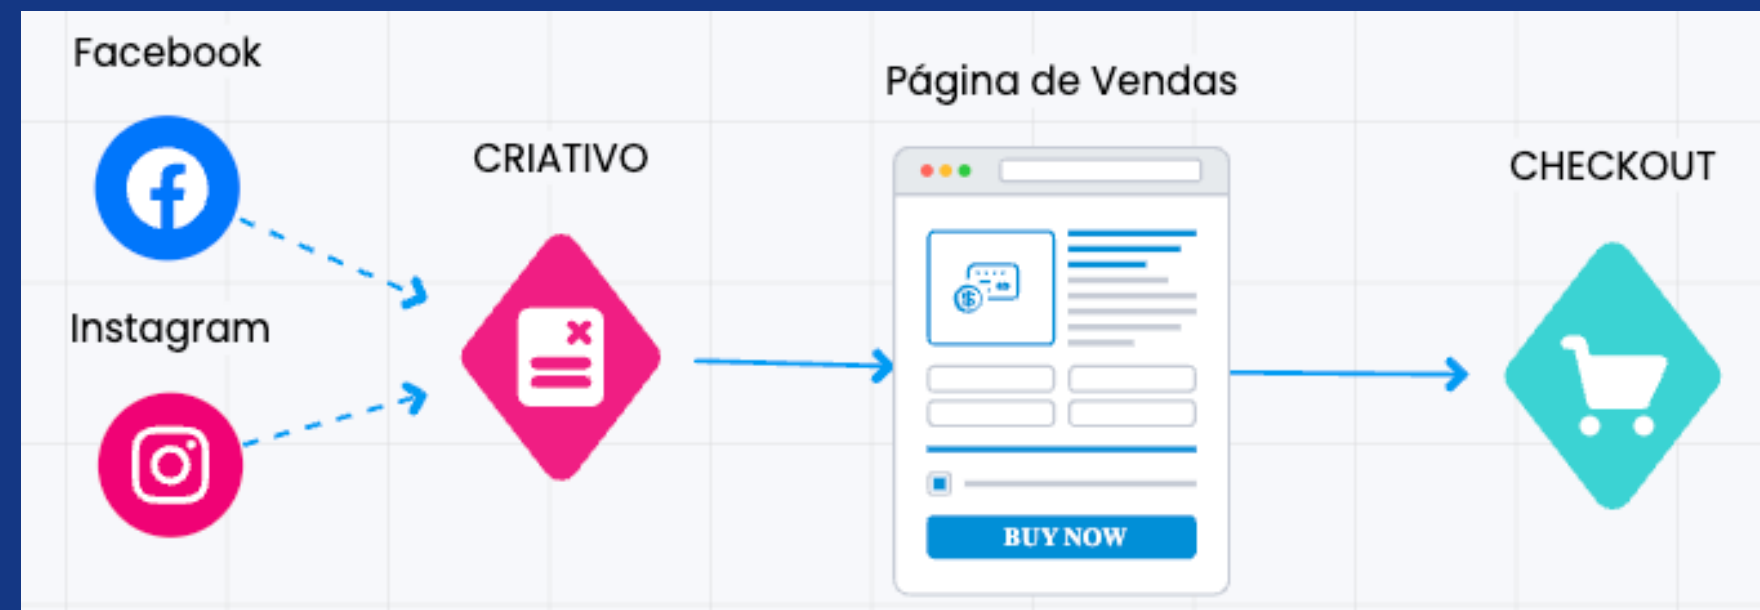 Facebook
Instagram
CRIATIVO
Página de Vendas
BUY NOW
CHECKOUT